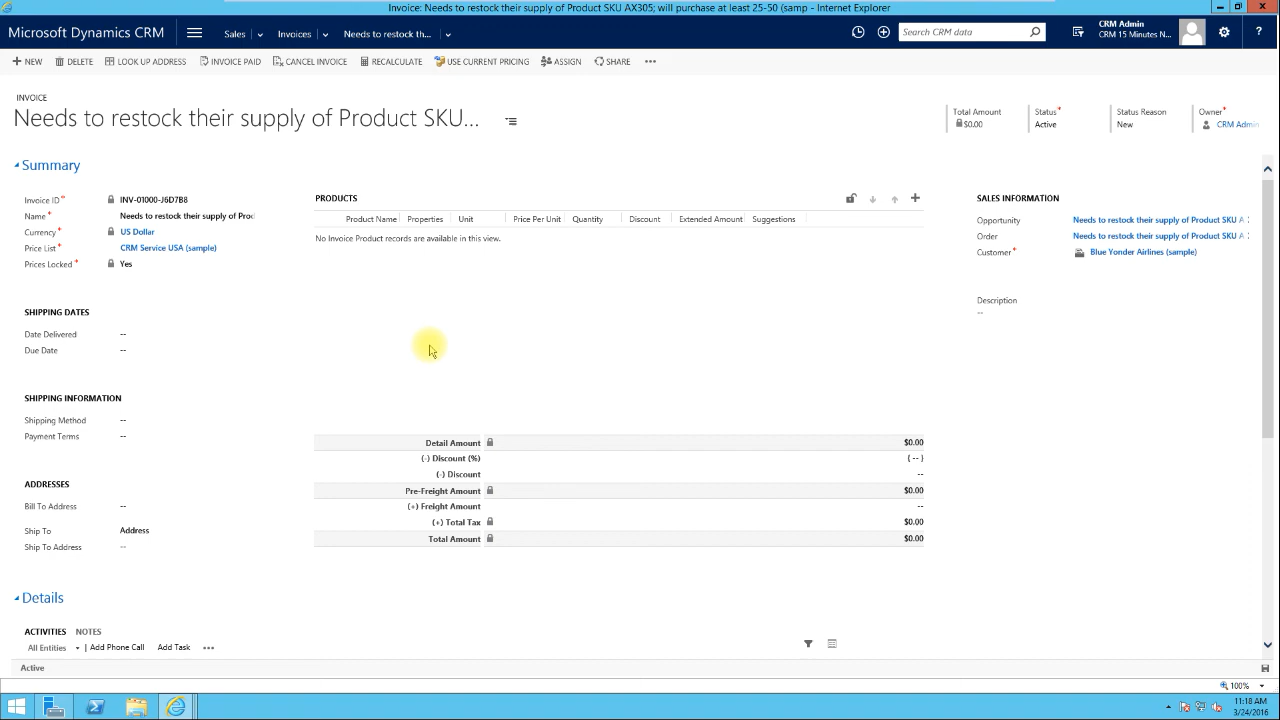 Invoice: Needs to restock their supply of Product SKU AX305; will purchase at least 25-50 (samp - Internet Explorer
Microsoft Dynamics CRM Sales Invoices Needs to restock th... Search CRM data CRM Admin
CRM 15 Minutes N... ?
NEW DELETE LOOK UP ADDRESS INVOICE PAID CANCEL INVOICE RECALCULATE USE CURRENT PRICING ASSIGN SHARE •••
INVOICE
Needs to restock their supply of Product SKU...
Total Amount Status* Status Reason Owner*
$0.00 Active New CRM Admin
Summary
Invoice ID* INV-01000-J6D7B8
Name* Needs to restock their supply of Prod
Currency* US Dollar
Price List* CRM Service USA (sample)
Prices Locked* Yes
SHIPPING DATES
Date Delivered --
Due Date --
SHIPPING INFORMATION
Shipping Method --
Payment Terms --
ADDRESSES
Bill To Address --
Ship To Address
Ship To Address --
PRODUCTS
Product Name Properties Unit Price Per Unit Quantity Discount Extended Amount Suggestions
No Invoice Product records are available in this view.
Detail Amount $0.00
(-) Discount (%) ( -- )
(-) Discount --
Pre-Freight Amount $0.00
(+) Freight Amount --
(+) Total Tax $0.00
Total Amount $0.00
SALES INFORMATION
Opportunity Needs to restock their supply of Product SKU A
Order Needs to restock their supply of Product SKU A
Customer* Blue Yonder Airlines (sample)
Description
--
Details
ACTIVITIES NOTES
All Entities | Add Phone Call Add Task •••
Active
100%
11:18 AM
3/24/2016